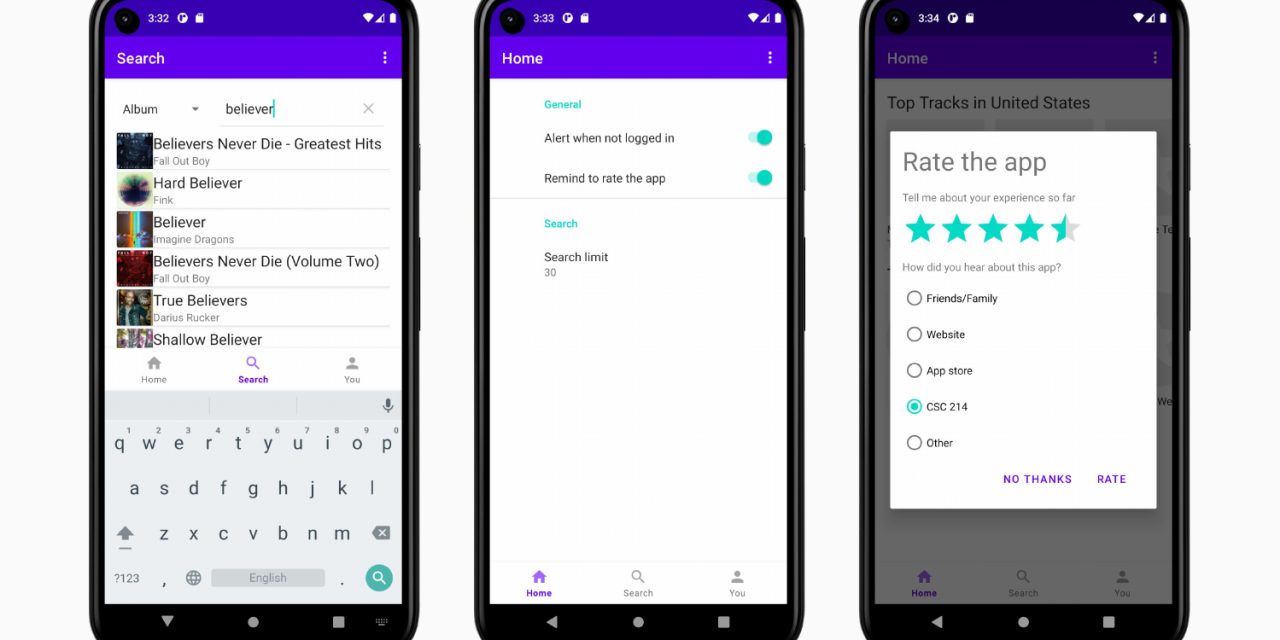 3:32
Search
Album believer
Believers Never Die - Greatest Hits
Fall Out Boy
Hard Believer
Fink
Believer
Imagine Dragons
Believers Never Die (Volume Two)
Fall Out Boy
True Believers
Darius Rucker
Shallow Believer
Home Search You
1 2 3 4 5 6 7 8 9 0
q w e r t y u i o p
a s d f g h j k l
z x c v b n m
?123 , English .
3:33
Home
General
Alert when not logged in
Remind to rate the app
Search
Search limit
30
Home Search You
3:34
Home
Top Tracks in United States
Rate the app
Tell me about your experience so far
How did you hear about this app?
Friends/Family
Website
App store
CSC 214
Other
NO THANKS RATE
Home Search You